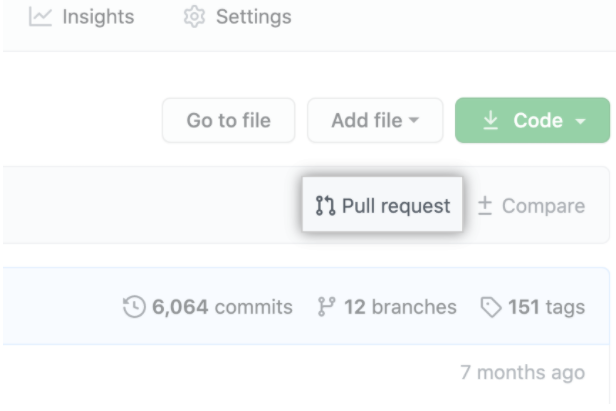 Insights Settings
Go to file Add file Code
Pull request Compare
6,064 commits 12 branches 151 tags
7 months ago